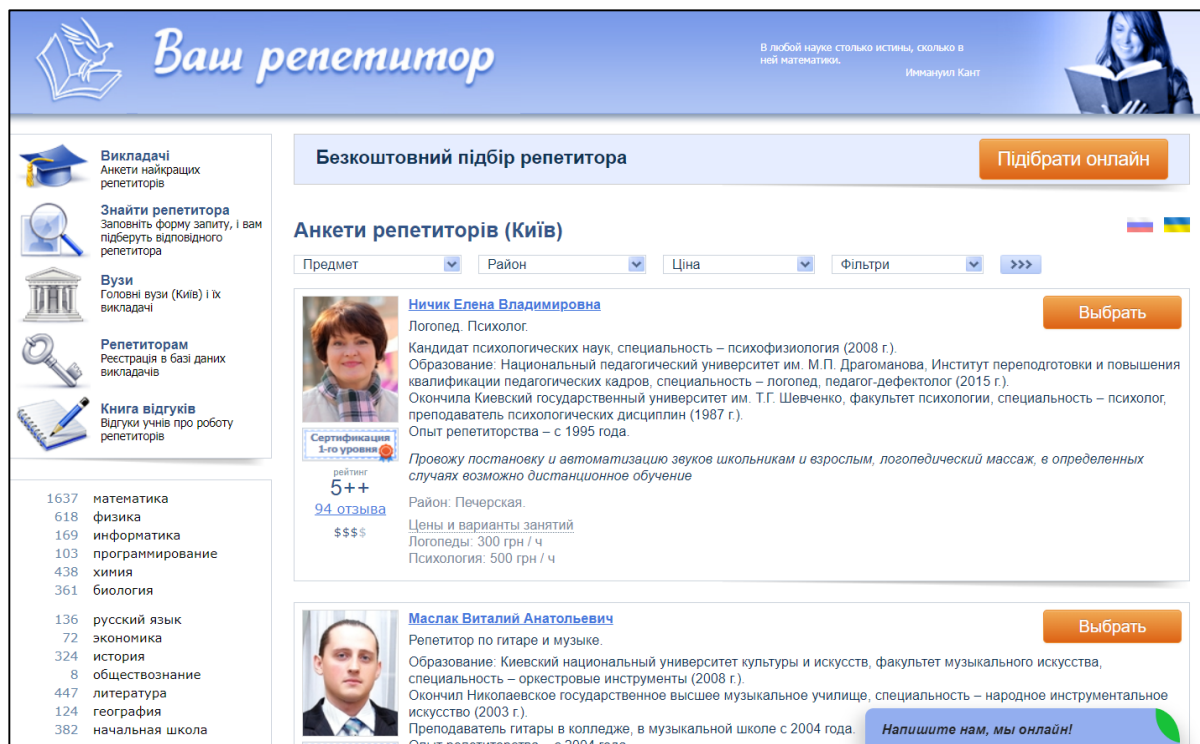 Ваш репетитор
В любой науке столько истины, сколько в
ней математики.
Иммануил Кант
Викладачі
Анкети найкращих
репетиторів
Знайти репетитора
Заповніть форму запиту, і вам
підберуть відповідного
репетитора
Вузи
Головні вузи (Київ) і їх
викладачі
Репетиторам
Реєстрація в базі даних
викладачів
Книга відгуків
Відгуки учнів про роботу
репетиторів
1637 математика
618 физика
169 информатика
103 программирование
438 химия
361 биология
136 русский язык
72 экономика
324 история
8 обществознание
447 литература
124 география
382 начальная школа
Безкоштовний підбір репетитора
Підібрати онлайн
Анкети репетиторів (Київ)
Предмет Район Ціна Фільтри >>>
Ничик Елена Владимировна
Выбрать
Логопед. Психолог.
Кандидат психологических наук, специальность – психофизиология (2008 г.).
Образование: Национальный педагогический университет им. М.П. Драгоманова, Институт переподготовки и повышения
квалификации педагогических кадров, специальность – логопед, педагог-дефектолог (2015 г.).
Окончила Киевский государственный университет им. Т.Г. Шевченко, факультет психологии, специальность – психолог,
преподаватель психологических дисциплин (1987 г.).
Опыт репетиторства – с 1995 года.
Провожу постановку и автоматизацию звуков школьникам и взрослым, логопедический массаж, в определенных
случаях возможно дистанционное обучение
Район: Печерская.
Цены и варианты занятий
Логопеды: 300 грн / ч
Психология: 500 грн / ч
Сертификация
1-го уровня
рейтинг
5++
94 отзыва
$$$$
Маслак Виталий Анатольевич
Выбрать
Репетитор по гитаре и музыке.
Образование: Киевский национальный университет культуры и искусств, факультет музыкального искусства,
специальность – оркестровые инструменты (2008 г.).
Окончил Николаевское государственное высшее музыкальное училище, специальность – народное инструментальное
искусство (2003 г.).
Преподаватель гитары в колледже, в музыкальной школе с 2004 года.
Опыт репетиторства – с 2004 года.
Напишите нам, мы онлайн!